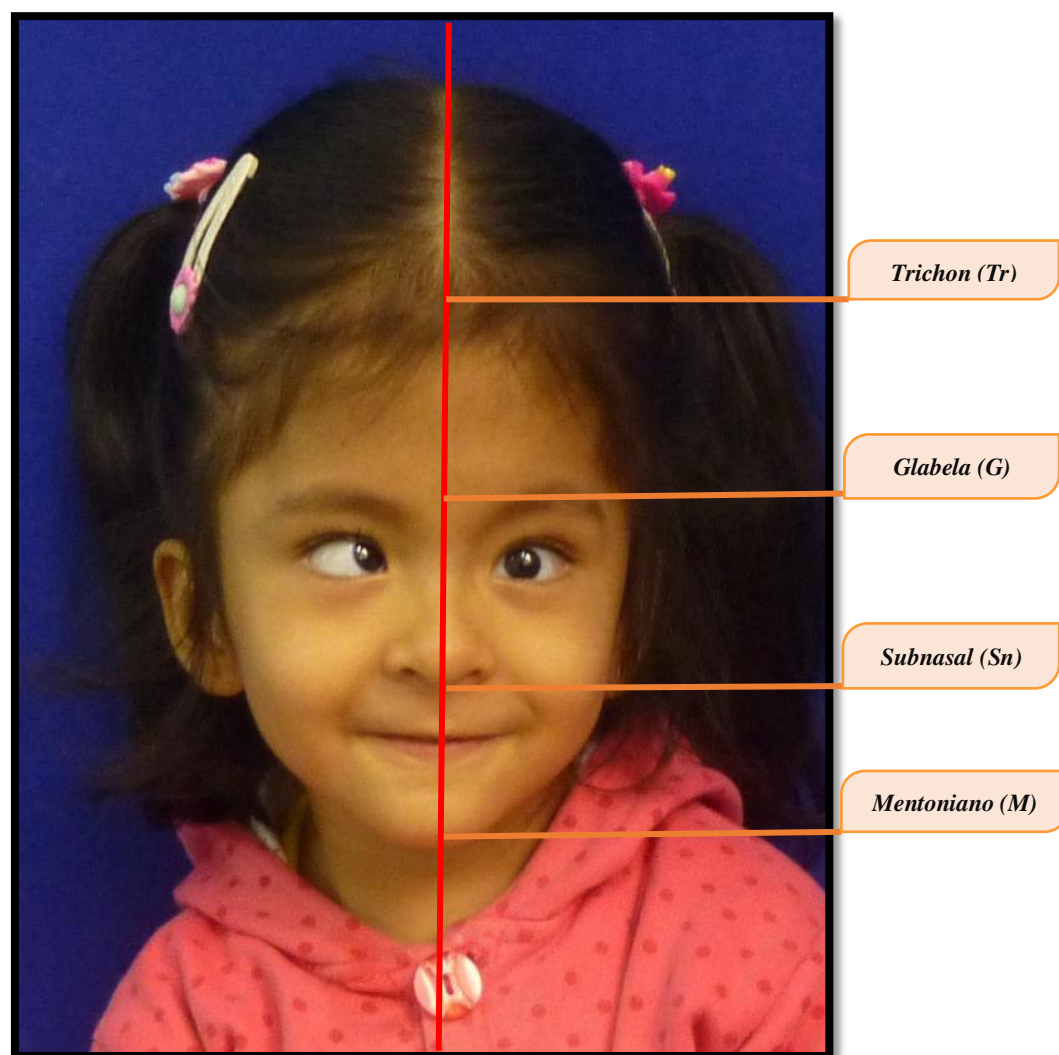 Trichon (Tr)
Glabela (G)
Subnasal (Sn)
Mentoniano (M)